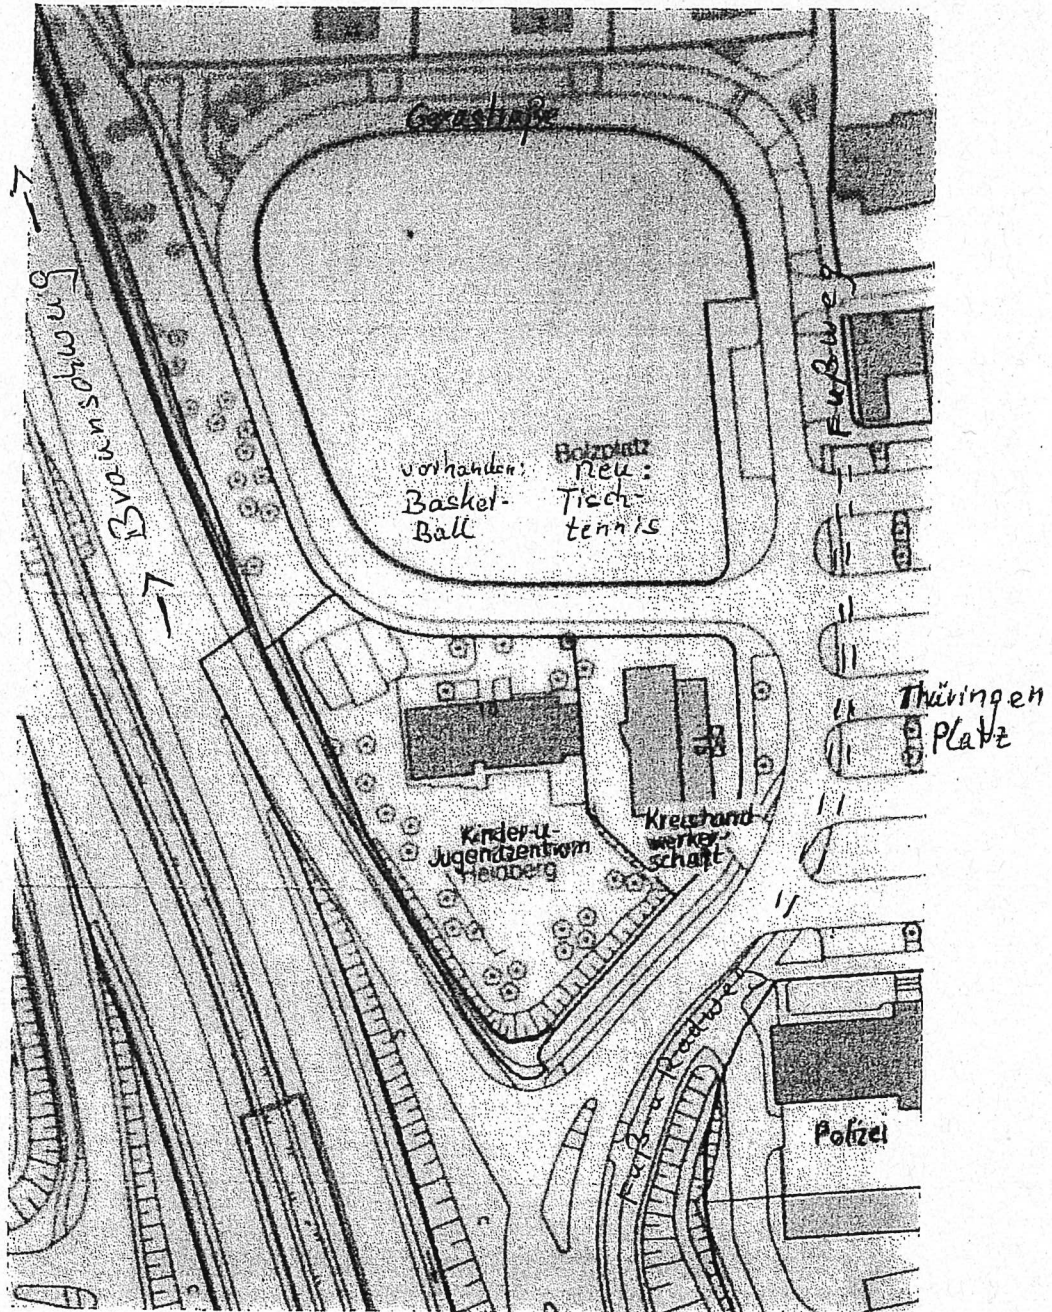 Gerastraße
Braunschweig
Fußweg
vorhanden:
Basket-
Ball
Bolzplatz
neu:
Tisch-
tennis
Thüringen
Platz
Kinder-u-
Jugendzentrum
Heidberg
Kreishand
werker-
schaft
Fuß- u Radweg
Polizei